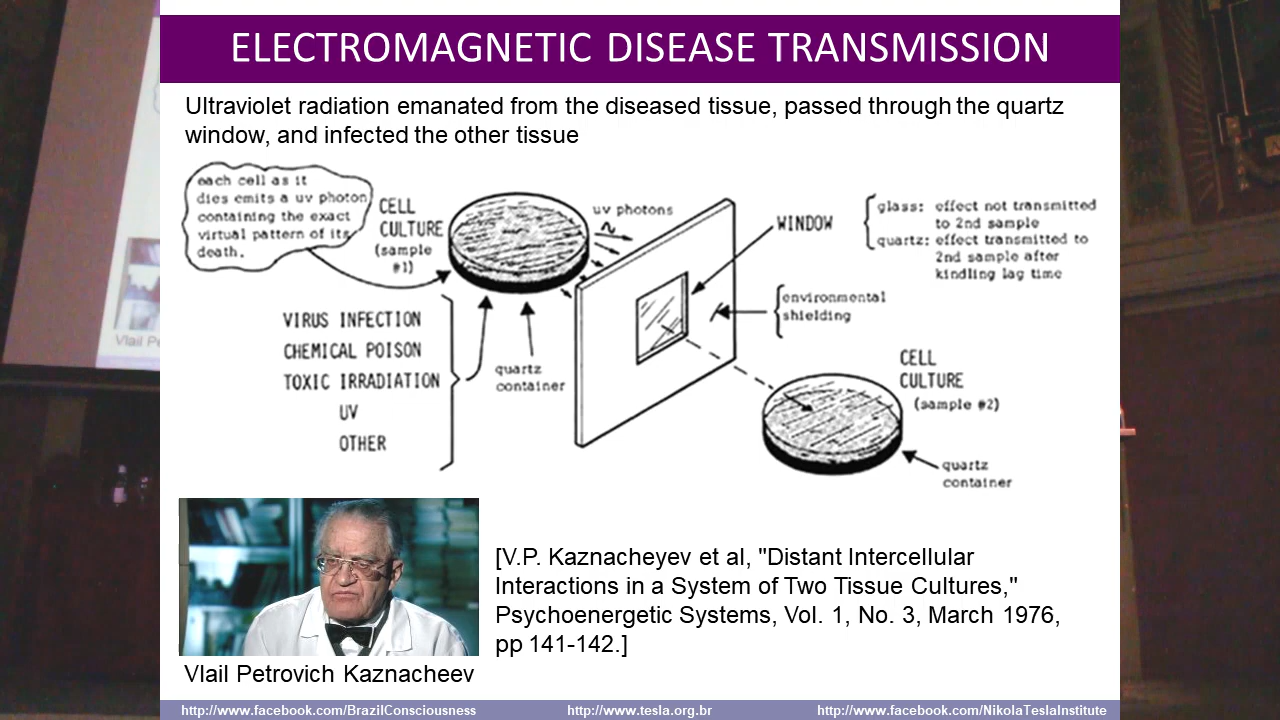 ELECTROMAGNETIC DISEASE TRANSMISSION
Ultraviolet radiation emanated from the diseased tissue, passed through the quartz
window, and infected the other tissue
each cell as it
dies emits a uv photon
containing the exact
virtual pattern of its
death.
CELL
CULTURE
(sample
#1)
uv photons
WINDOW
glass: effect not transmitted
to 2nd sample
quartz: effect transmitted to
2nd sample after
kindling lag time
environmental
shielding
VIRUS INFECTION
CHEMICAL POISON
TOXIC IRRADIATION
UV
OTHER
quartz
container
CELL
CULTURE
(sample #2)
quartz
container
[V.P. Kaznacheyev et al, "Distant Intercellular
Interactions in a System of Two Tissue Cultures,"
Psychoenergetic Systems, Vol. 1, No. 3, March 1976,
pp 141-142.]
Vlail Petrovich Kaznacheev
Vlail Pe
http://www.facebook.com/BrazilConsciousness
http://www.tesla.org.br
http://www.facebook.com/NikolaTeslaInstitute